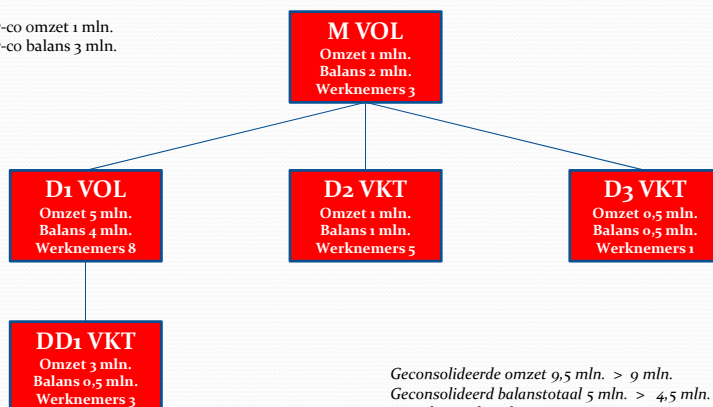 -co omzet 1 mln.
-co balans 3 mln.
M VOL
Omzet 1 mln.
Balans 2 mln.
Werknemers 3
D1 VOL
Omzet 5 mln.
Balans 4 mln.
Werknemers 8
D2 VKT
Omzet 1 mln.
Balans 1 mln.
Werknemers 5
D3 VKT
Omzet 0,5 mln.
Balans 0,5 mln.
Werknemers 1
DD1 VKT
Omzet 3 mln.
Balans 0,5 mln.
Werknemers 3
Geconsolideerde omzet 9,5 mln. > 9 mln.
Geconsolideerd balanstotaal 5 mln. > 4,5 mln.